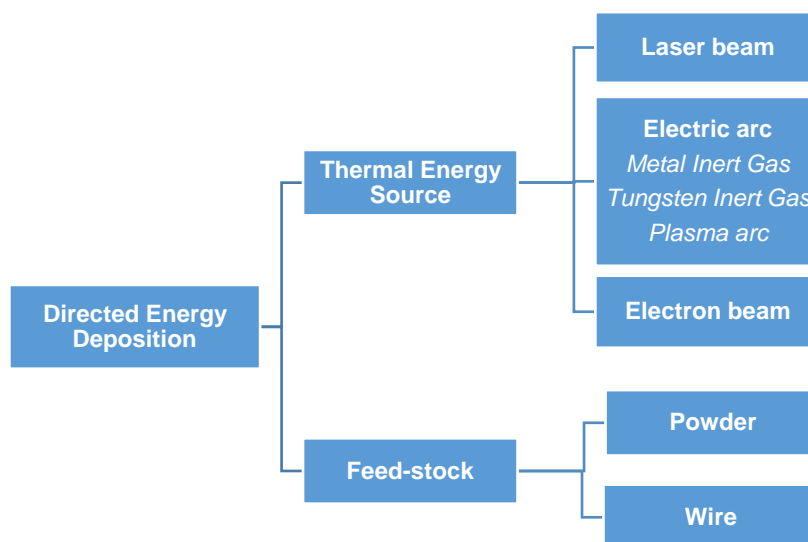 Laser beam
Electric arc
Metal Inert Gas
Tungsten Inert Gas
Plasma arc
Thermal Energy
Source
Electron beam
Directed Energy
Deposition
Powder
Feed-stock
Wire